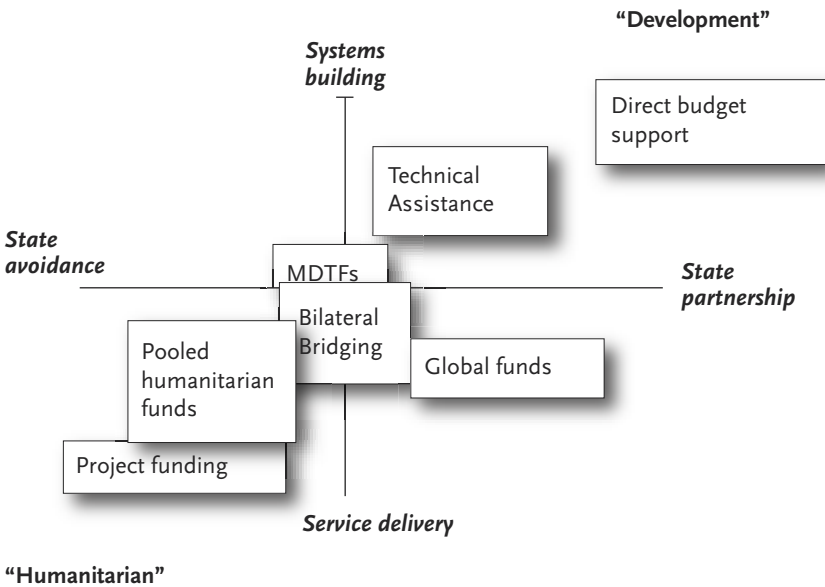 “Development”
Systems
building
Direct budget
support
Technical
Assistance
State
avoidance
MDTFs
State
partnership
Bilateral
Bridging
Pooled
humanitarian
funds
Global funds
Project funding
Service delivery
“Humanitarian”